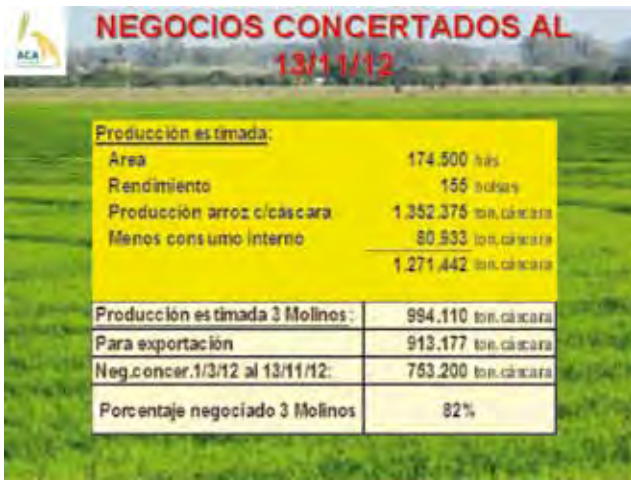 ACA
NEGOCIOS CONCERTADOS AL
13/11/12
Producción estimada:
Area 174.500 hás
Rendimiento 155 bolsas
Producción arroz c/cáscara 1.352.375 ton.cáscara
Menos consumo interno 80.933 ton.cáscara
1.271.442 ton.cáscara
Producción estimada 3 Molinos: 994.110 ton.cáscara
Para exportación 913.177 ton.cáscara
Neg.concer.1/3/12 al 13/11/12: 753.200 ton.cáscara
Porcentaje negociado 3 Molinos 82%